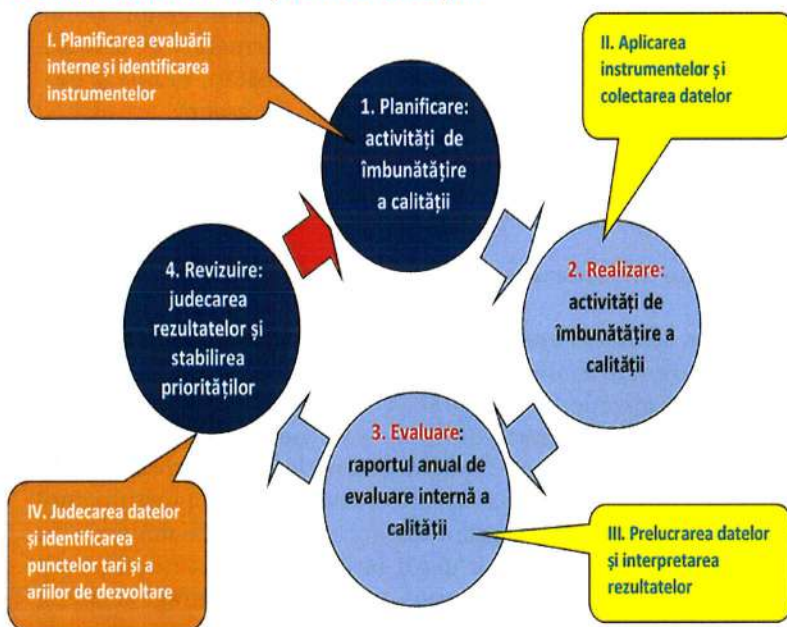 I. Planificarea evaluării
interne și identificarea
instrumentelor
1. Planificare:
activități de
îmbunătățire
a calității
II. Aplicarea
instrumentelor și
colectarea datelor
2. Realizare:
activități de
îmbunătățire a
calității
3. Evaluare:
raportul anual de
evaluare internă a
calității
III. Prelucrarea datelor
și interpretarea
rezultatelor
4. Revizuire:
judecarea
rezultatelor și
stabilirea
priorităților
IV. Judecarea datelor
și identificarea
punctelor tari și a
ariilor de dezvoltare